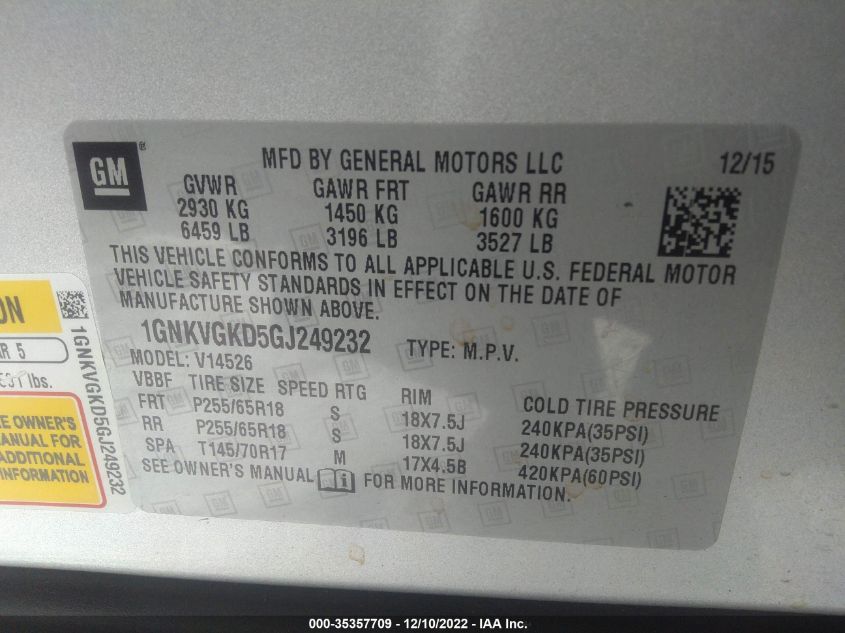 GM
MFD BY GENERAL MOTORS LLC 12/15
GVWR GAWR FRT GAWR RR
2930 KG 1450 KG 1600 KG
6459 LB 3196 LB 3527 LB
THIS VEHICLE CONFORMS TO ALL APPLICABLE U.S. FEDERAL MOTOR
VEHICLE SAFETY STANDARDS IN EFFECT ON THE DATE OF
MANUFACTURE SHOWN ABOVE.
1GNKVGKD5GJ249232 TYPE: M.P.V.
MODEL: V14526
VBBF TIRE SIZE SPEED RTG RIM COLD TIRE PRESSURE
FRT P255/65R18 S 18X7.5J 240KPA(35PSI)
RR P255/65R18 S 18X7.5J 240KPA(35PSI)
SPA T145/70R17 M 17X4.5B 420KPA(60PSI)
SEE OWNER'S MANUAL FOR MORE INFORMATION.
R 5
lbs.
OWNER'S
MANUAL FOR
ADDITIONAL
INFORMATION
1GNKVGKD5GJ249232
000-35357709 - 12/10/2022 - IAA Inc.